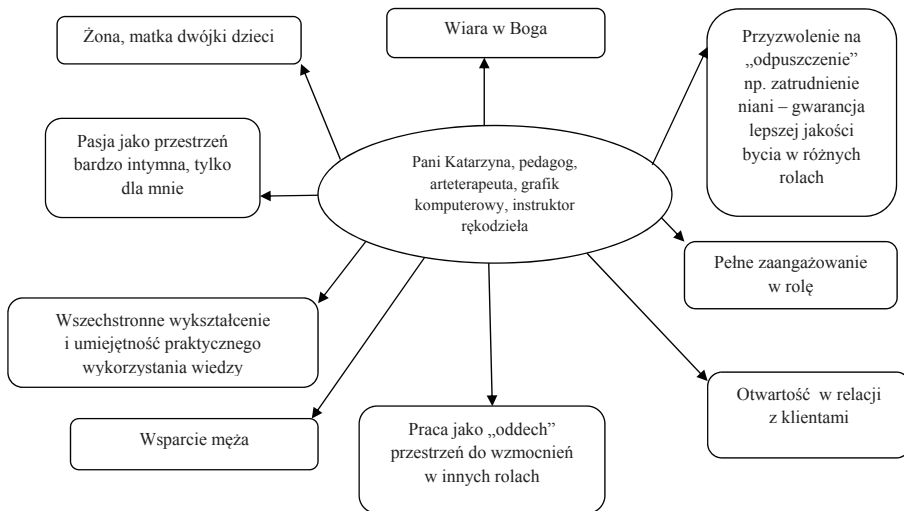 Żona, matka dwójki dzieci
Wiara w Boga
Przyzwolenie na
„odpuszczenie”
np. zatrudnienie
niani – gwarancja
lepszej jakości
bycia w różnych
rolach
Pasja jako przestrzeń
bardzo intymna, tylko
dla mnie
Pani Katarzyna, pedagog,
arteterapeuta, grafik
komputerowy, instruktor
rękodzieła
Pełne zaangażowanie
w rolę
Wszechstronne wykształcenie
i umiejętność praktycznego
wykorzystania wiedzy
Otwartość w relacji
z klientami
Wsparcie męża
Praca jako „oddech”
przestrzeń do wzmocnień
w innych rolach